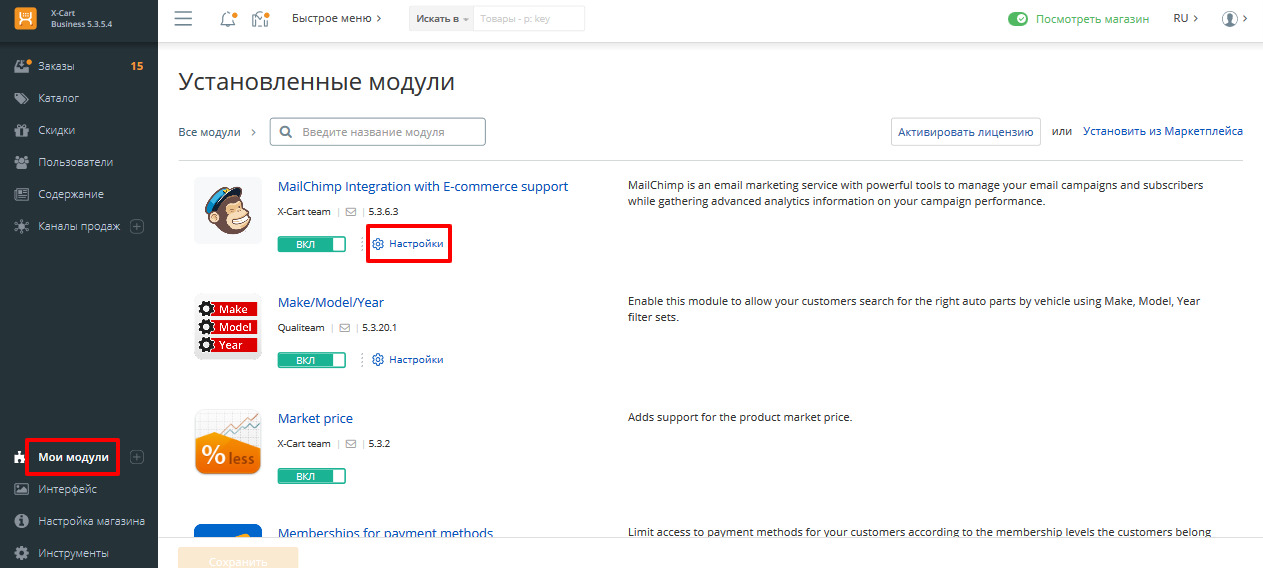 X-Cart
Business 5.3.5.4
Быстрое меню
Искать в
Товары - p: key
Посмотреть магазин
RU
Заказы
15
Каталог
Скидки
Пользователи
Содержание
Каналы продаж
Мои модули
Интерфейс
Настройка магазина
Инструменты
Установленные модули
Все модули
Введите название модуля
Активировать лицензию
или
Установить из Маркетплейса
MailChimp Integration with E-commerce support
X-Cart team
5.3.6.3
ВКЛ
Настройки
MailChimp is an email marketing service with powerful tools to manage your email campaigns and subscribers
while gathering advanced analytics information on your campaign performance.
Make
Model
Year
Make/Model/Year
Qualiteam
5.3.20.1
ВКЛ
Настройки
Enable this module to allow your customers search for the right auto parts by vehicle using Make, Model, Year
filter sets.
% less
Market price
X-Cart team
5.3.2
ВКЛ
Adds support for the product market price.
Memberships for payment methods
Limit access to payment methods for your customers according to the membership levels the customers belong
Сохранить